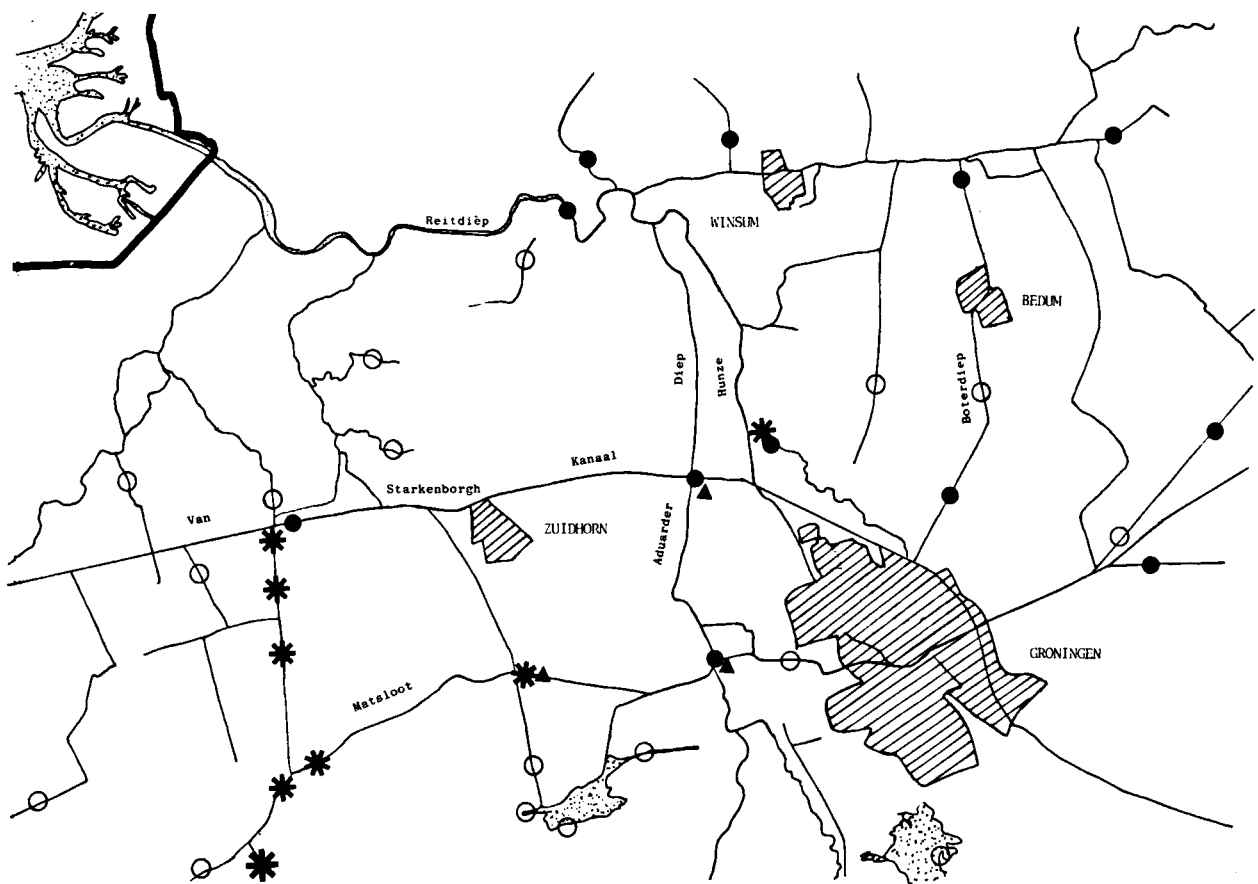 Reitdiep
WINSUM
BEDUM
Diep
Hunze
Boterdiep
Kanaal
Starkenborgh
Van
ZUIDHORN
Aduarder
GRONINGEN
Matsloot